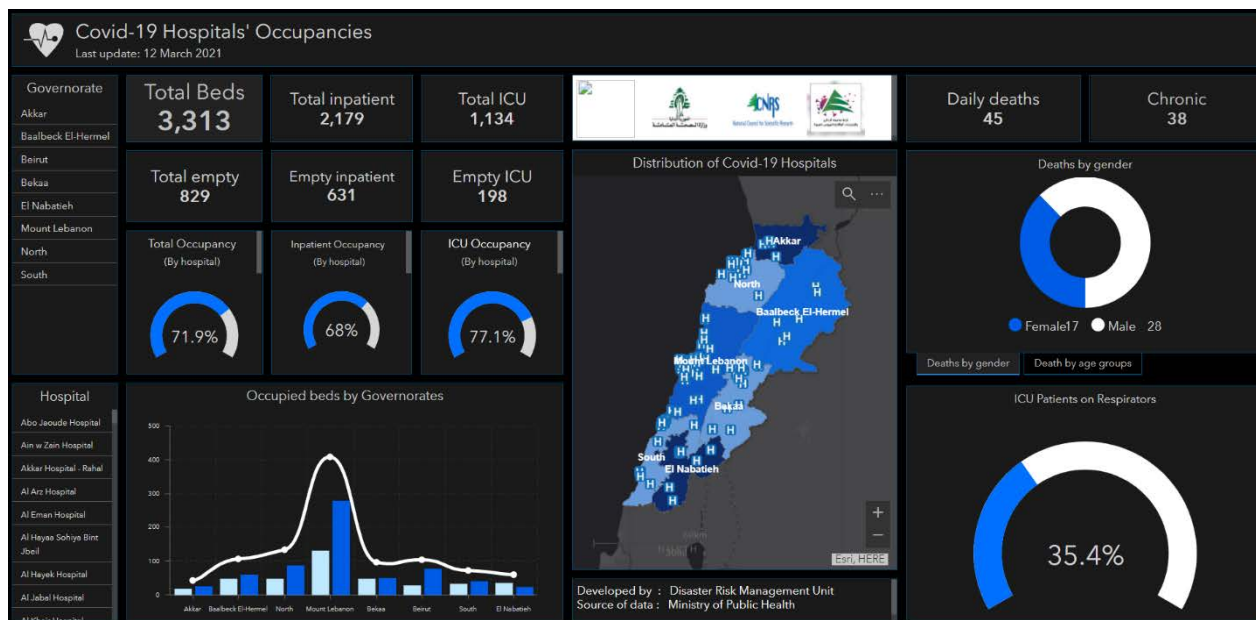 Covid-19 Hospitals' Occupancies
Last update: 12 March 2021
Governorate
Akkar
Baalbeck El-Hermel
Beirut
Bekaa
El Nabatieh
Mount Lebanon
North
South
Total Beds
3,313
Total inpatient
2,179
Total ICU
1,134
Total empty
829
Empty inpatient
631
Empty ICU
198
Total Occupancy
(By hospital)
71.9%
Inpatient Occupancy
(By hospital)
68%
ICU Occupancy
(By hospital)
77.1%
CNRS
National Council for Scientific Research
Daily deaths
45
Chronic
38
Distribution of Covid-19 Hospitals
Akkar
North
Baalbeck El-Hermel
Mount Lebanon
Bekaa
South
El Nabatieh
Esri, HERE
Deaths by gender
Female17 Male 28
Deaths by gender
Death by age groups
Hospital
Abo Jaoude Hospital
Ain w Zein Hospital
Akkar Hospital - Rahal
Al Arz Hospital
Al Eman Hospital
Al Hayaa Sohiya Bint
Jbeil
Al Hayek Hospital
Al Jabal Hospital
Occupied beds by Governorates
500
400
300
200
100
0
Akkar Baalbeck El-Hermel North Mount Lebanon Bekaa Beirut South El Nabatieh
Developed by : Disaster Risk Management Unit
Source of data : Ministry of Public Health
ICU Patients on Respirators
35.4%